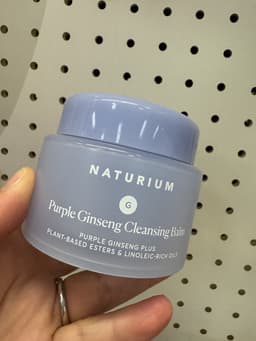 NATURIUM
G
Purple Ginseng Cleansing Balm
PURPLE GINSENG PLUS
PLANT-BASED ESTERS & LINOLEIC-RICH OILS